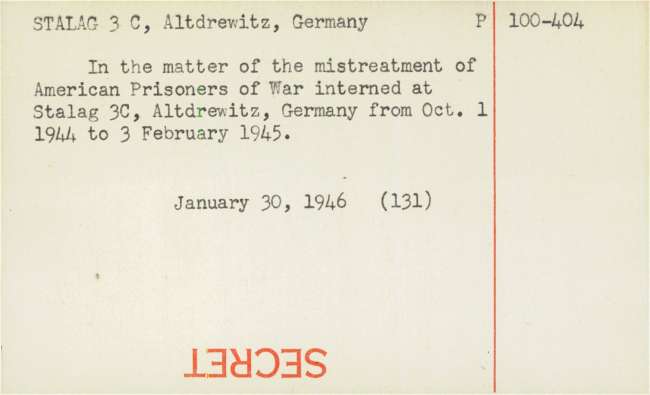 STALAG 3 C, Altdrewitz, Germany P 100-404
In the matter of the mistreatment of
American Prisoners of War interned at
Stalag 3C, Altdrewitz, Germany from Oct. 1
1944 to 3 February 1945.
January 30, 1946 (131)
SECRET